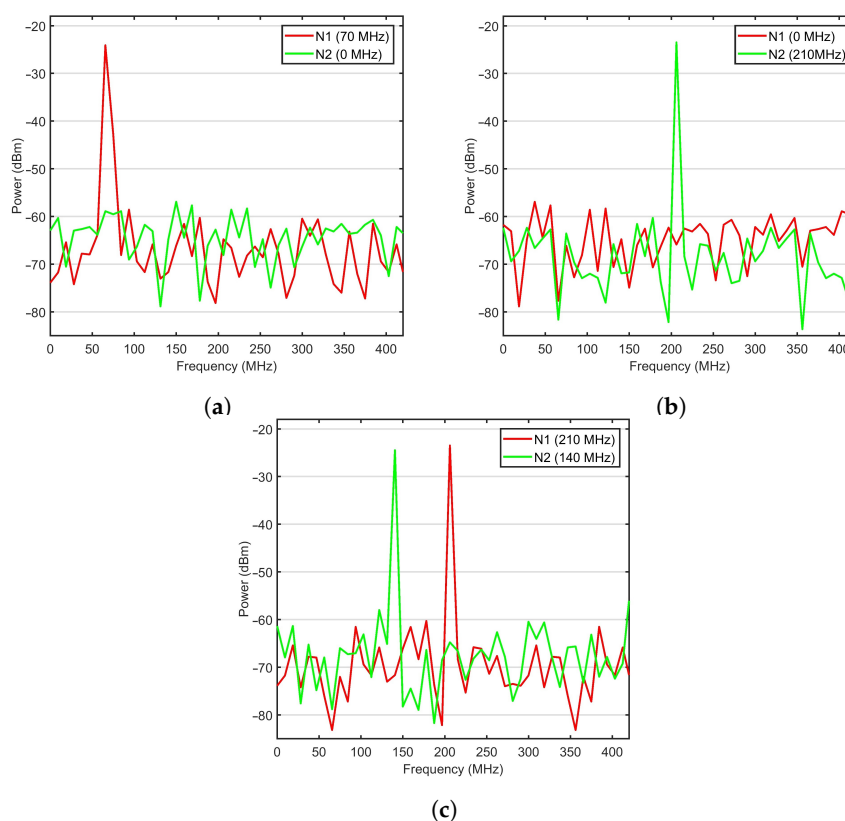 −20
−30
−40
−50
−60
−70
−80
Power (dBm)
N1 (70 MHz)
N2 (0 MHz)
0 50 100 150 200 250 300 350 400
Frequency (MHz)
(a)
−20
−30
−40
−50
−60
−70
−80
Power (dBm)
N1 (0 MHz)
N2 (210MHz)
0 50 100 150 200 250 300 350 400
Frequency (MHz)
(b)
−20
−30
−40
−50
−60
−70
−80
Power (dBm)
N1 (210 MHz)
N2 (140 MHz)
0 50 100 150 200 250 300 350 400
Frequency (MHz)
(c)